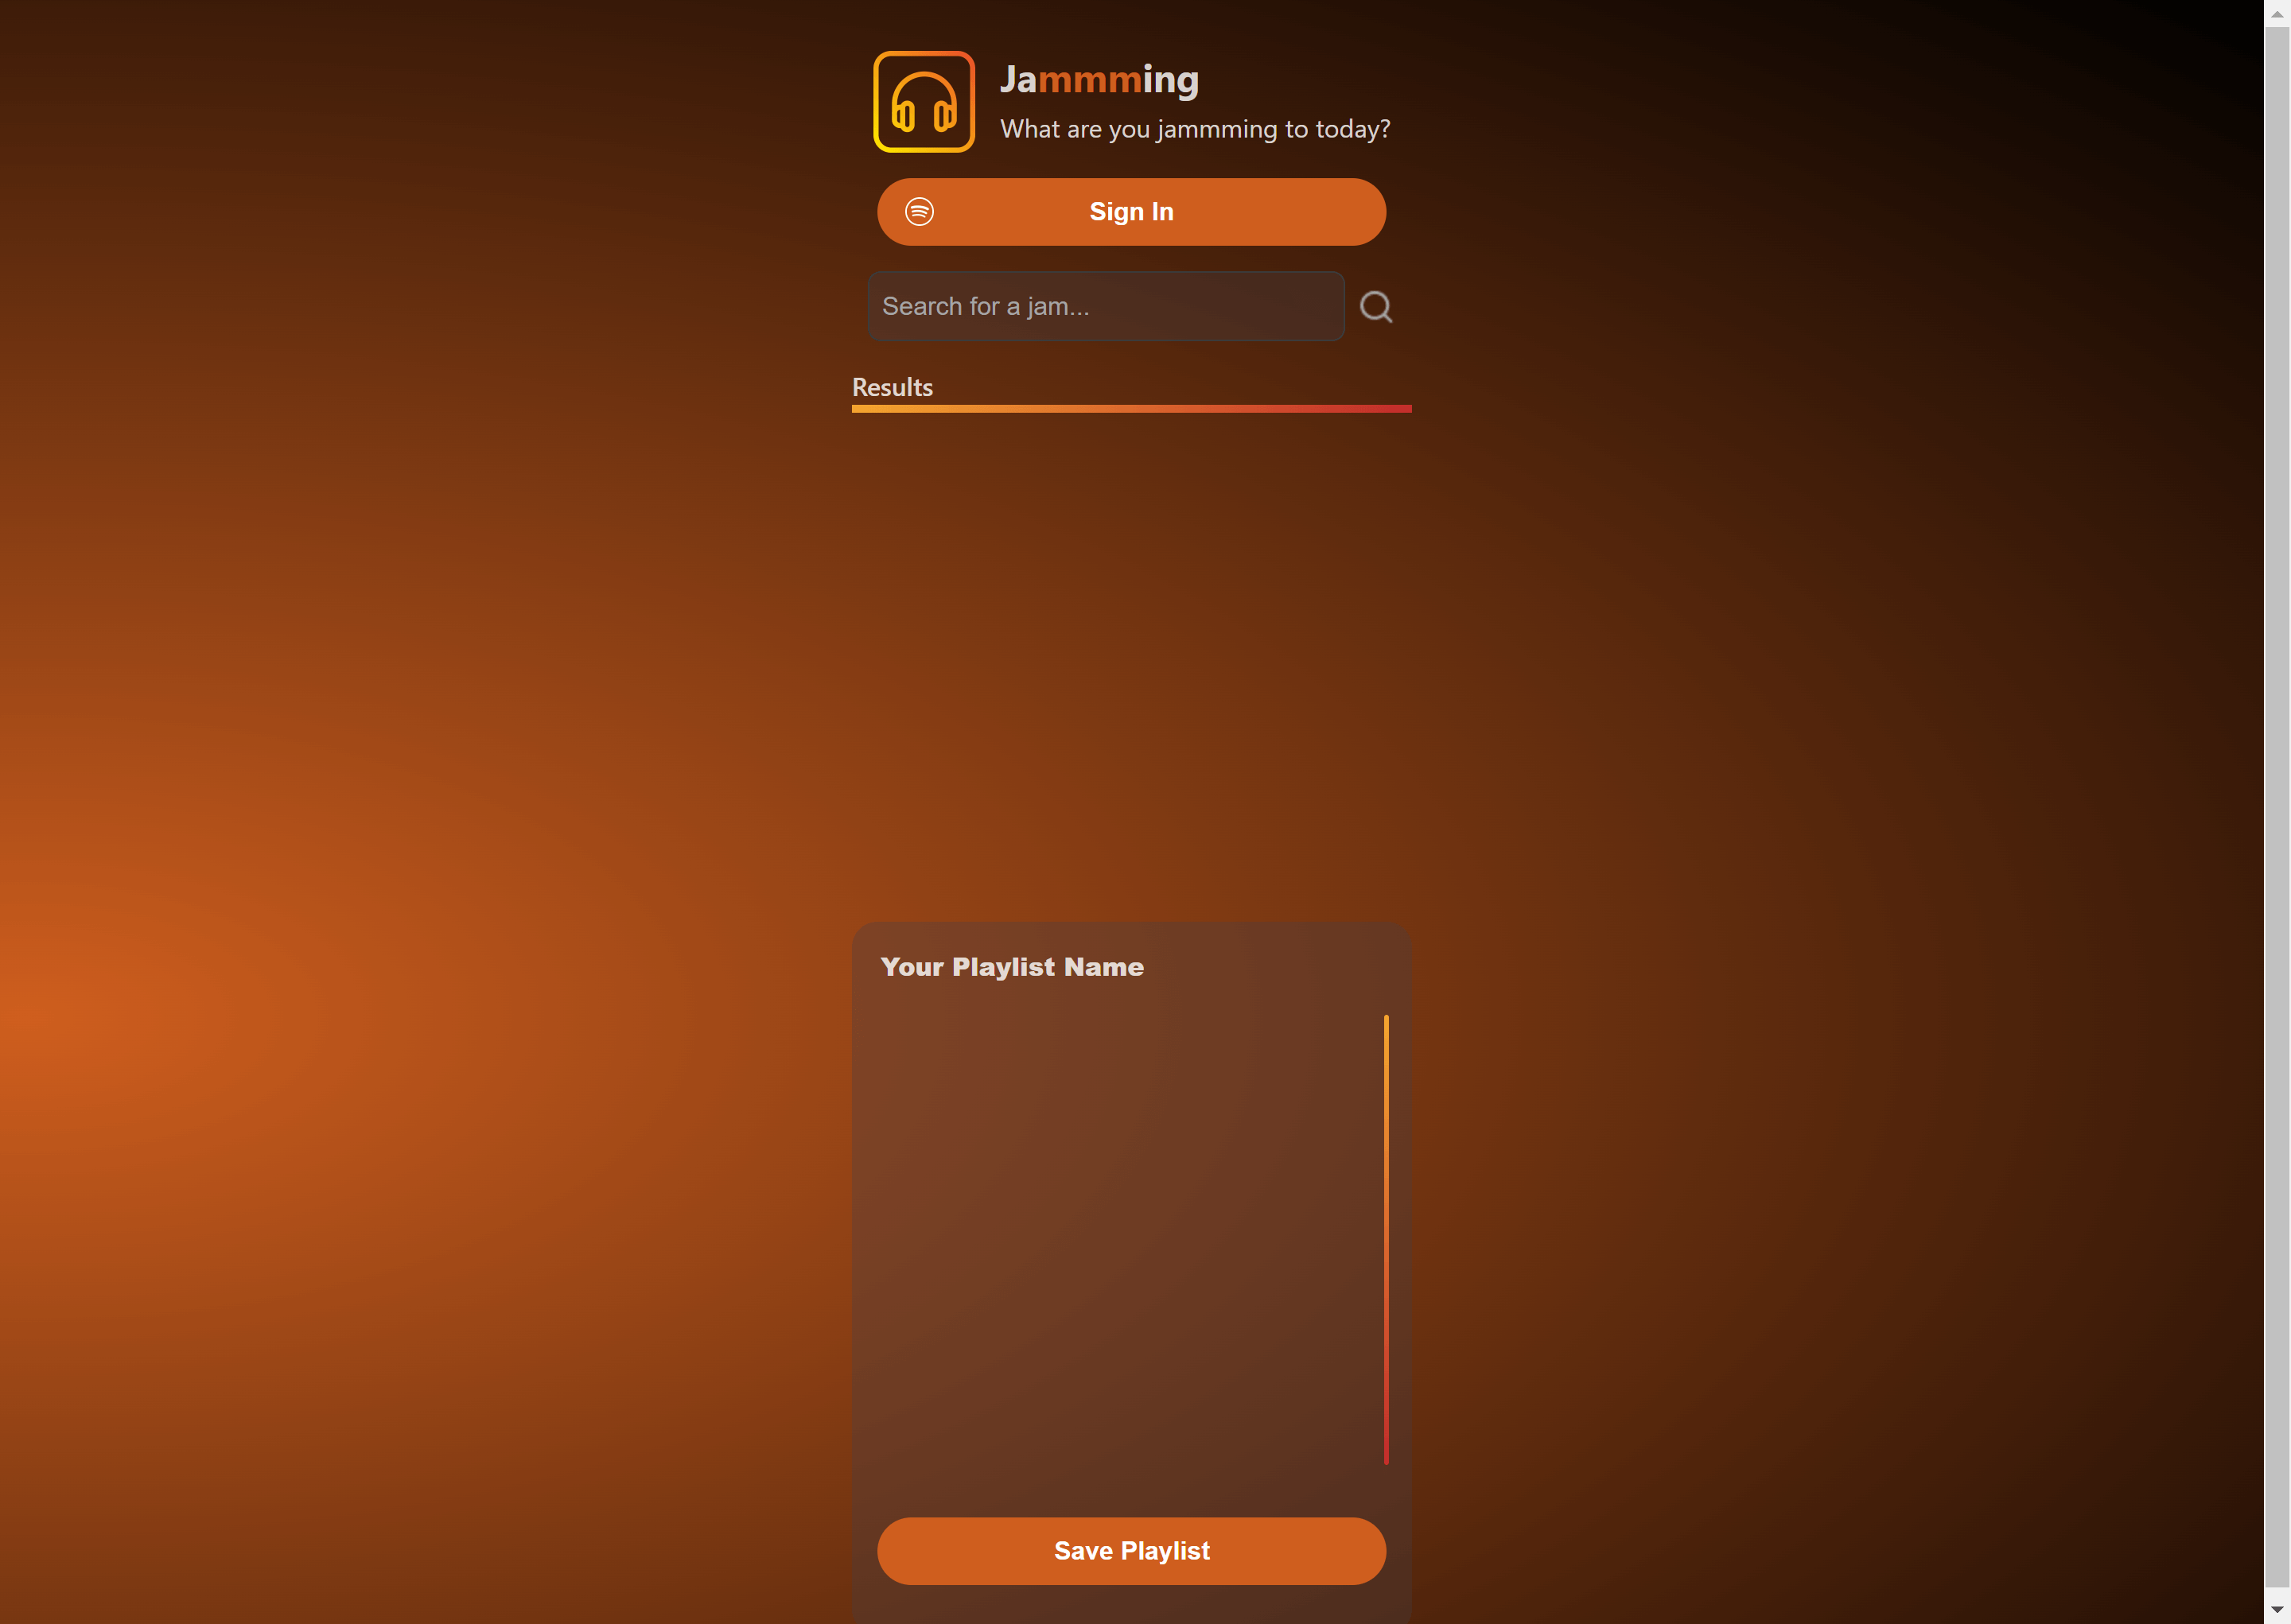 Jammming
What are you jammming to today?
Sign In
Search for a jam...
Results
Your Playlist Name
Save Playlist